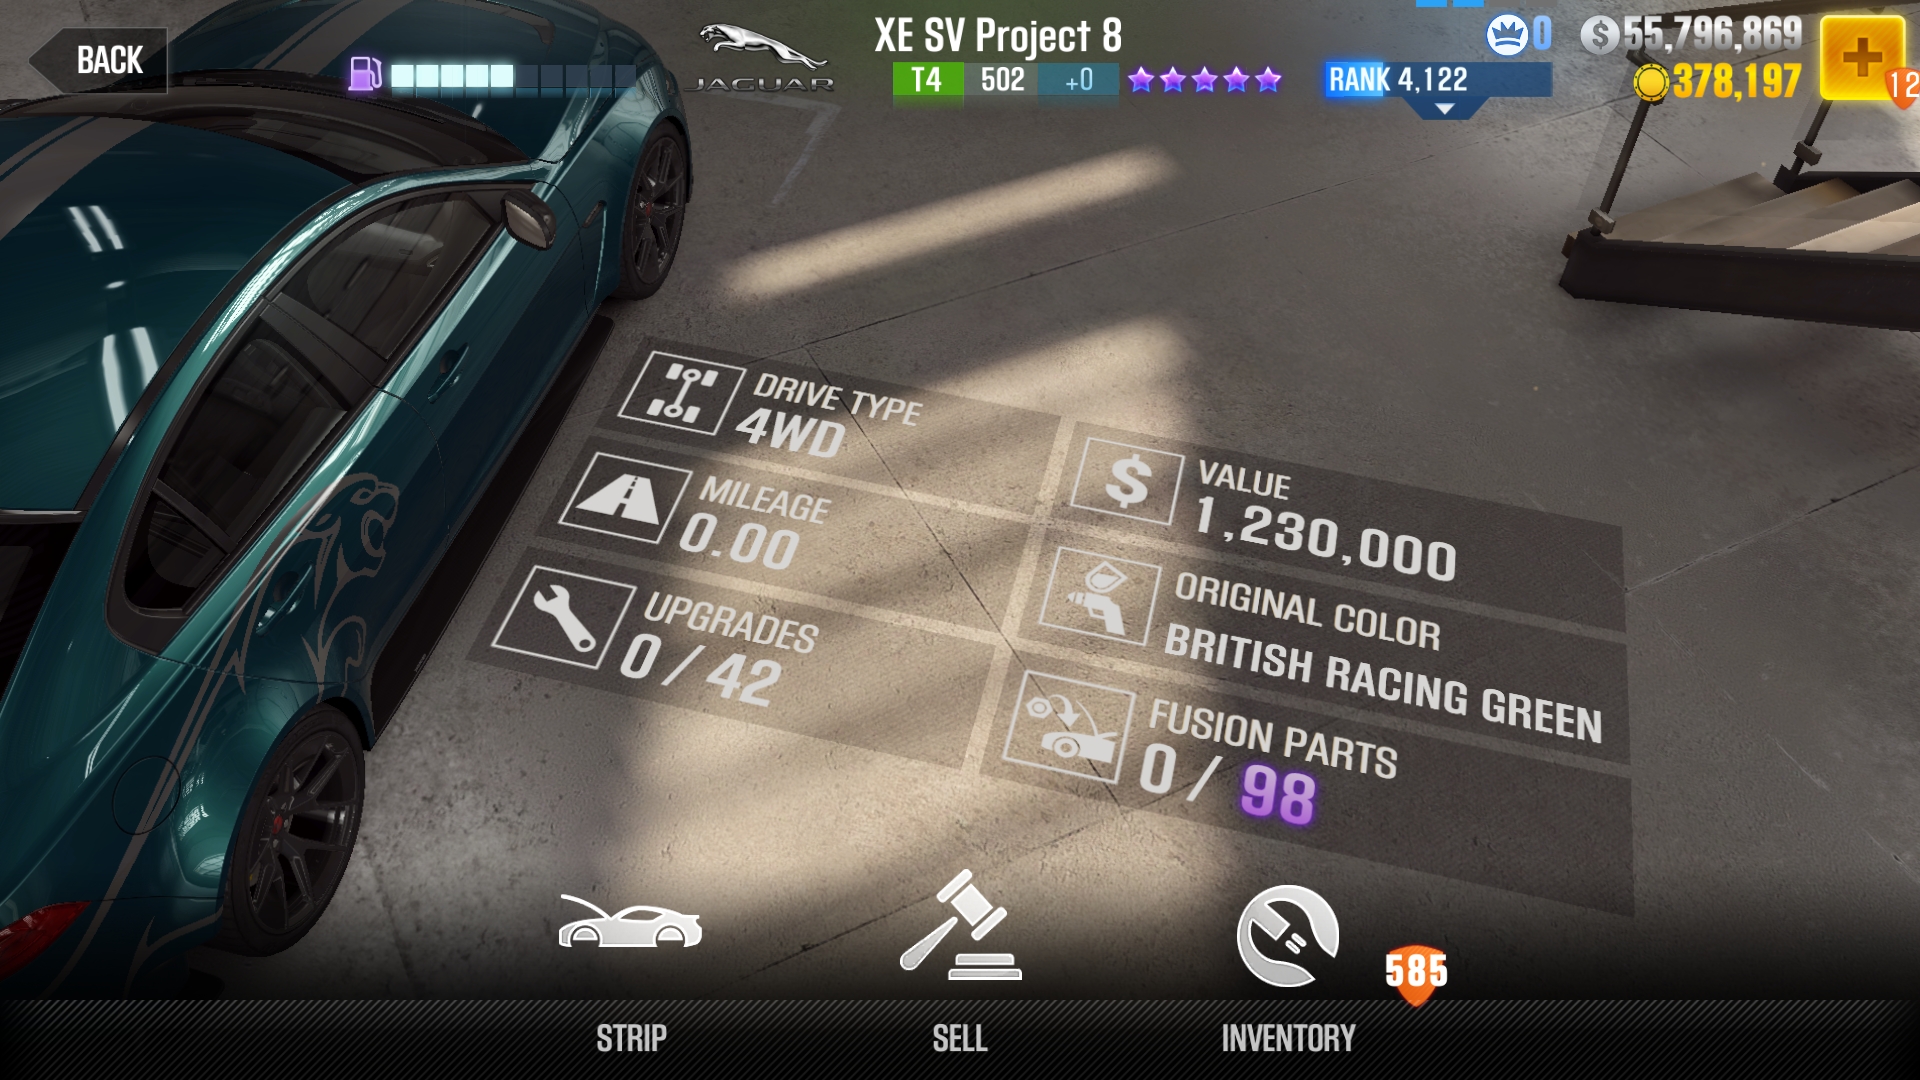 BACK
JAGUAR
XE SV Project 8
T4 502 +0
RANK 4,122
0
$ 55,796,869
378,197
12
DRIVE TYPE
4WD
MILEAGE
0.00
UPGRADES
0 / 42
$ VALUE
1,230,000
ORIGINAL COLOR
BRITISH RACING GREEN
FUSION PARTS
0 / 98
STRIP
SELL
INVENTORY
585